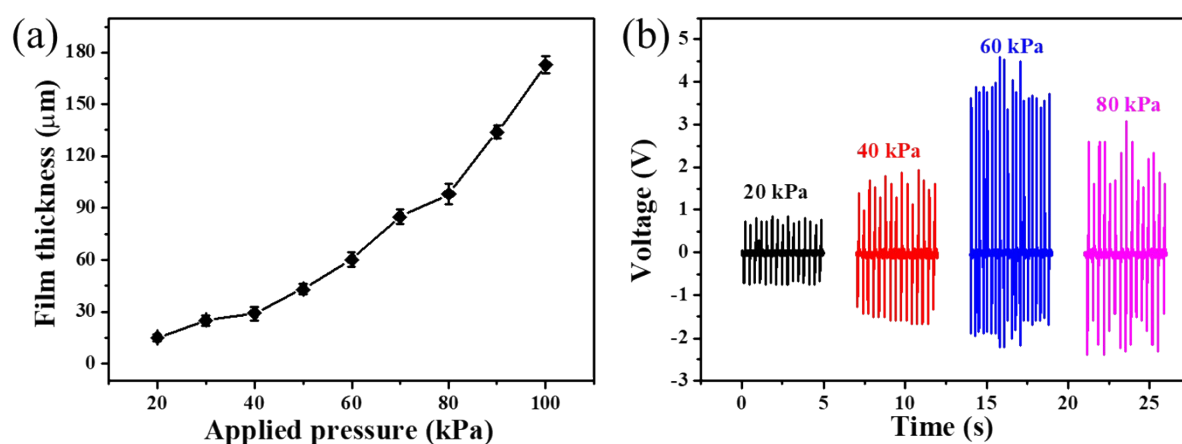 (a)
180
150
120
90
60
30
0
Film thickness (μm)
20
40
60
80
100
Applied pressure (kPa)
(b)
5
4
3
2
1
0
-1
-2
-3
Voltage (V)
20 kPa
40 kPa
60 kPa
80 kPa
0
5
10
15
20
25
Time (s)